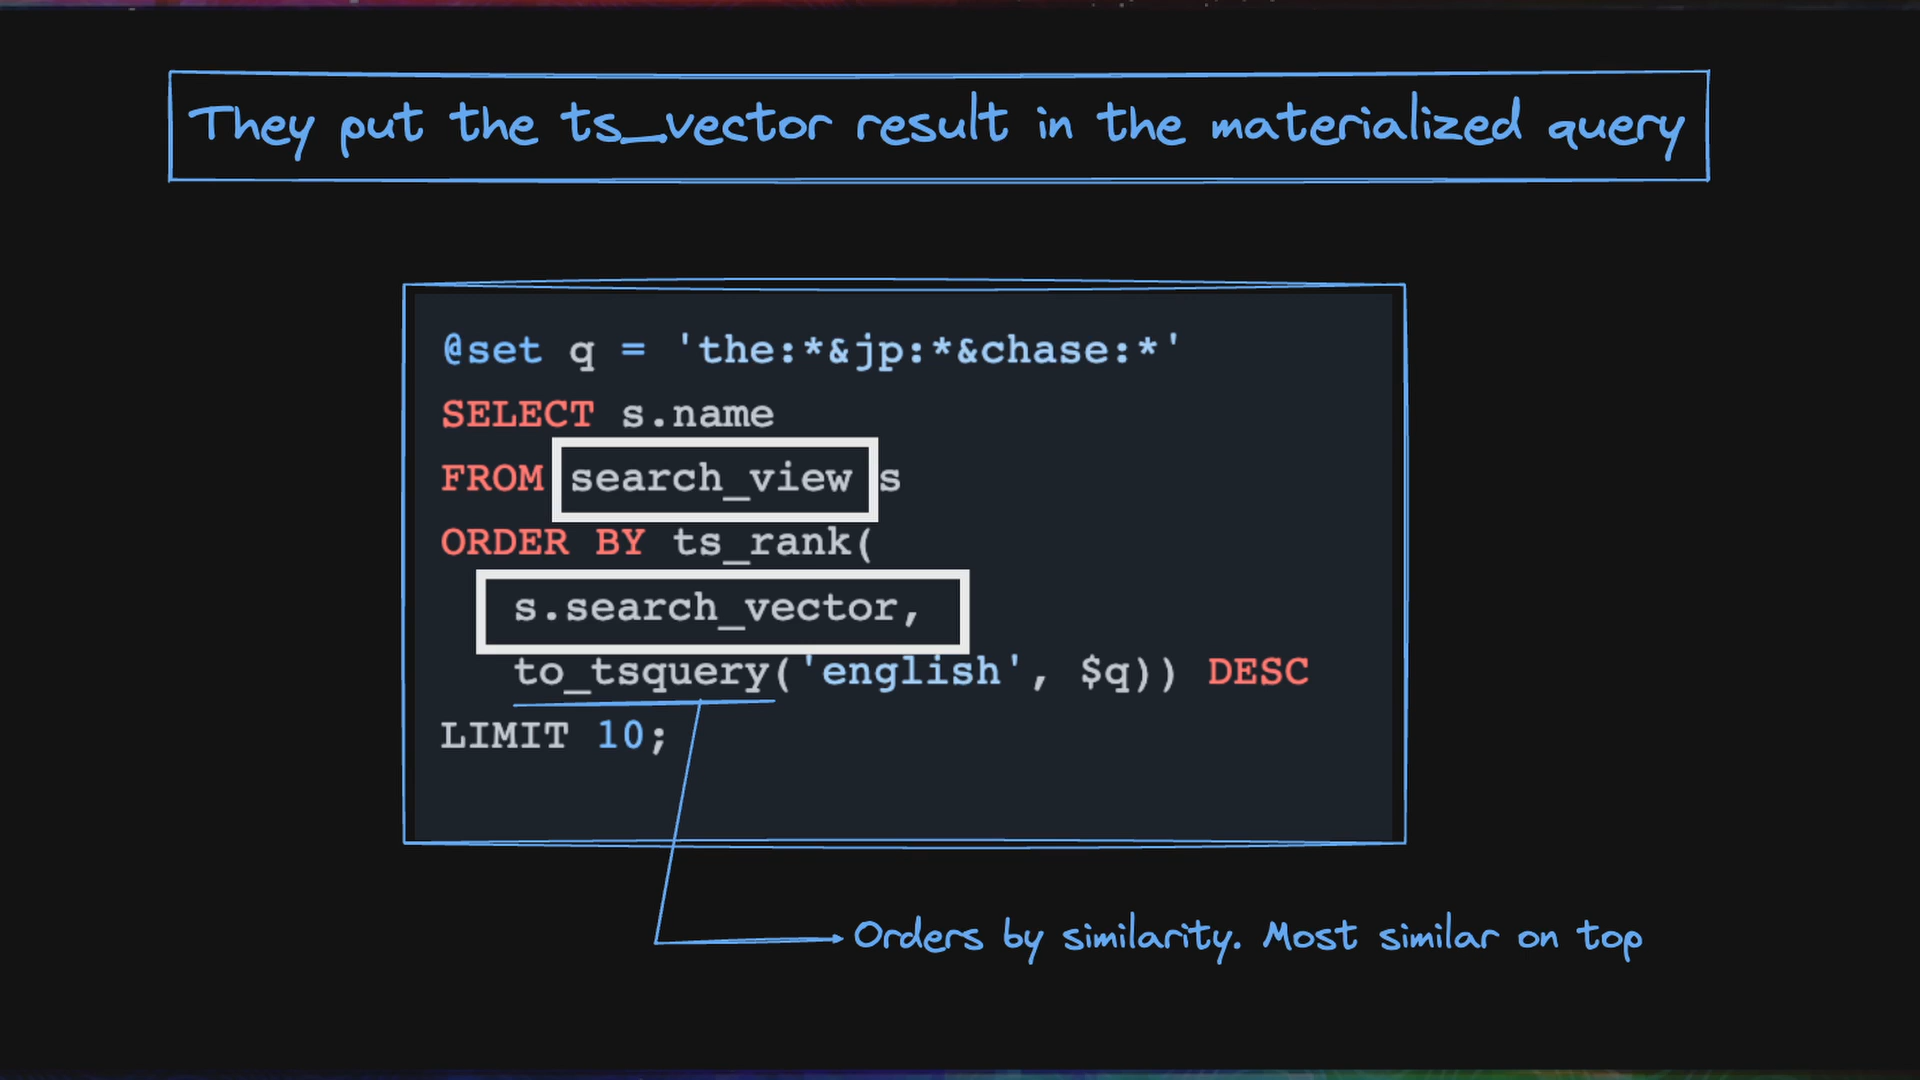 They put the ts_vector result in the materialized query
@set q = 'the:*&jp:*&chase:*'
SELECT s.name
FROM search_view s
ORDER BY ts_rank(
s.search_vector,
to_tsquery('english', $q)) DESC
LIMIT 10;
Orders by similarity. Most similar on top